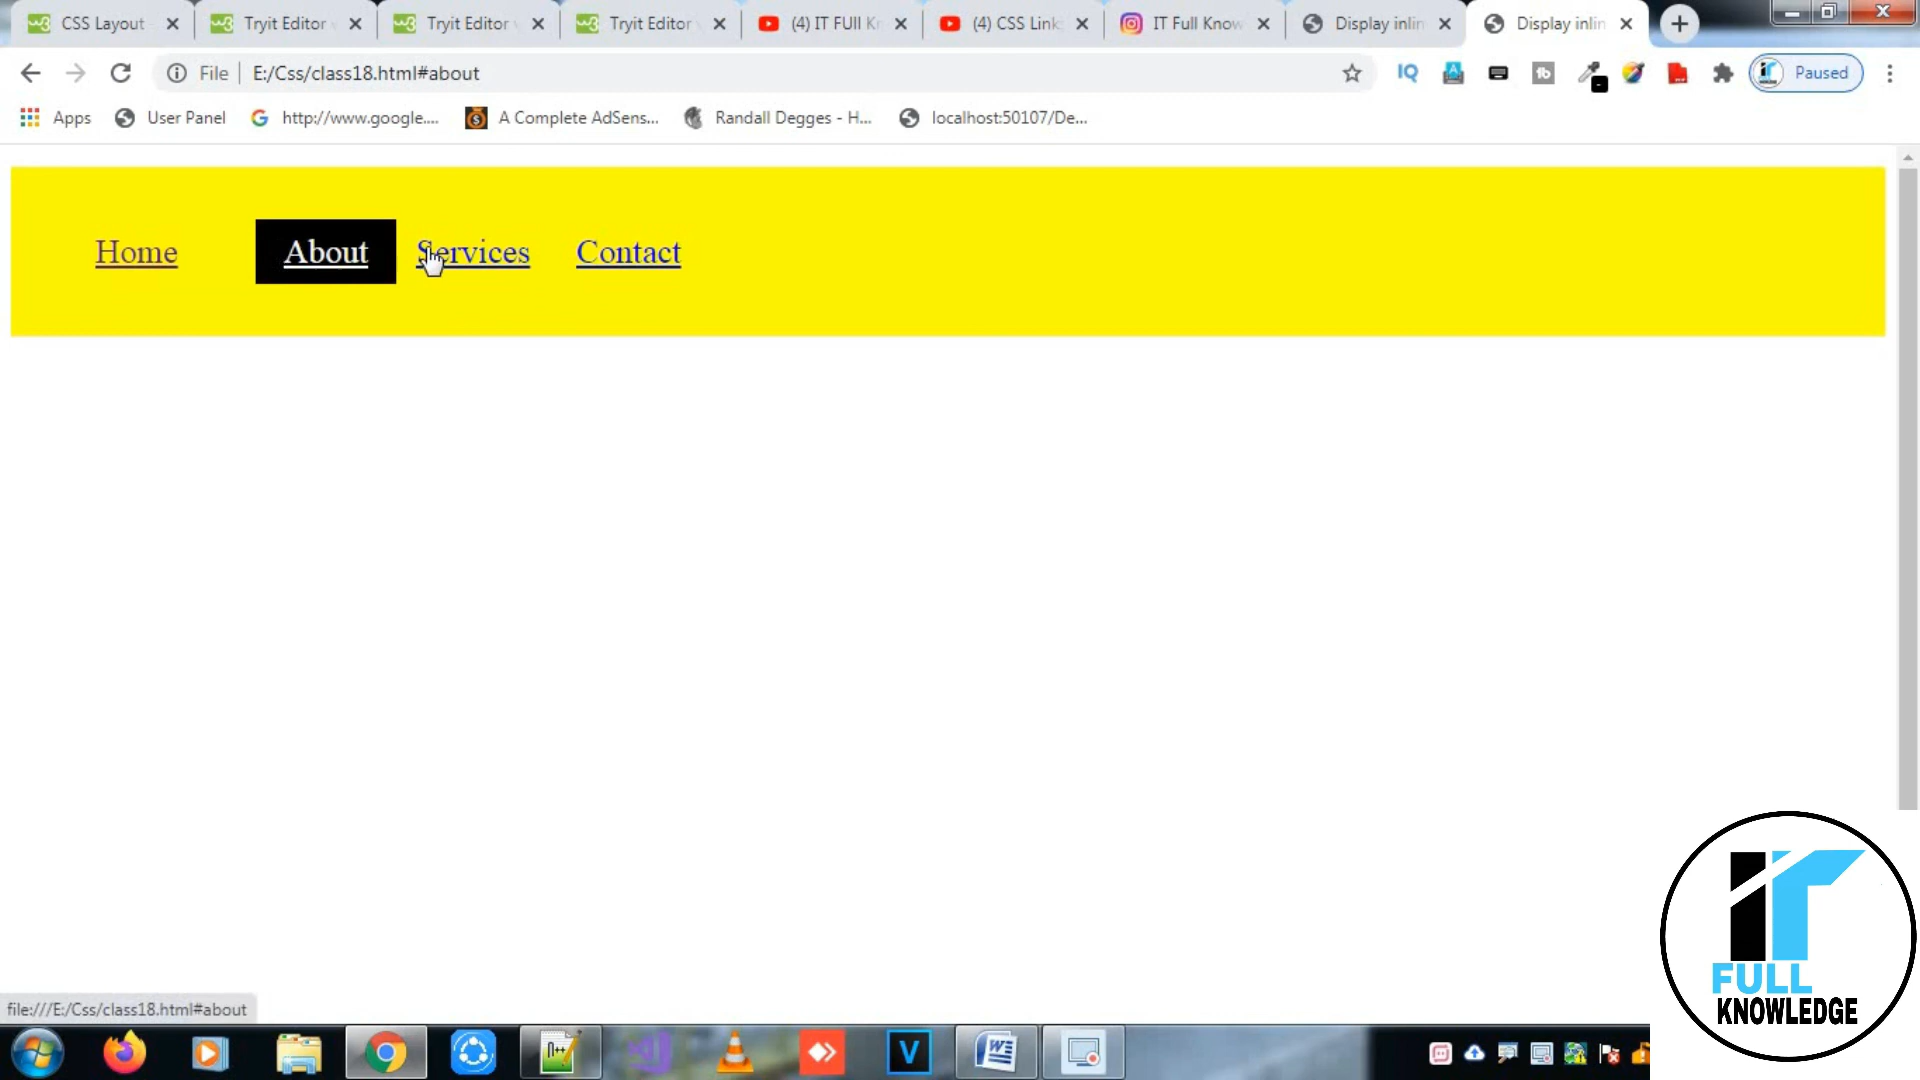 CSS Layout
Tryit Editor
Tryit Editor
Tryit Editor
(4) IT FUll Kn
(4) CSS Link
IT Full Know
Display inlin
Display inlin
File
E:/Css/class18.html#about
Paused
Apps
User Panel
http://www.google....
A Complete AdSens...
Randall Degges - H...
localhost:50107/De...
Home
About
Services
Contact
file:///E:/Css/class18.html#about
IT
FULL
KNOWLEDGE